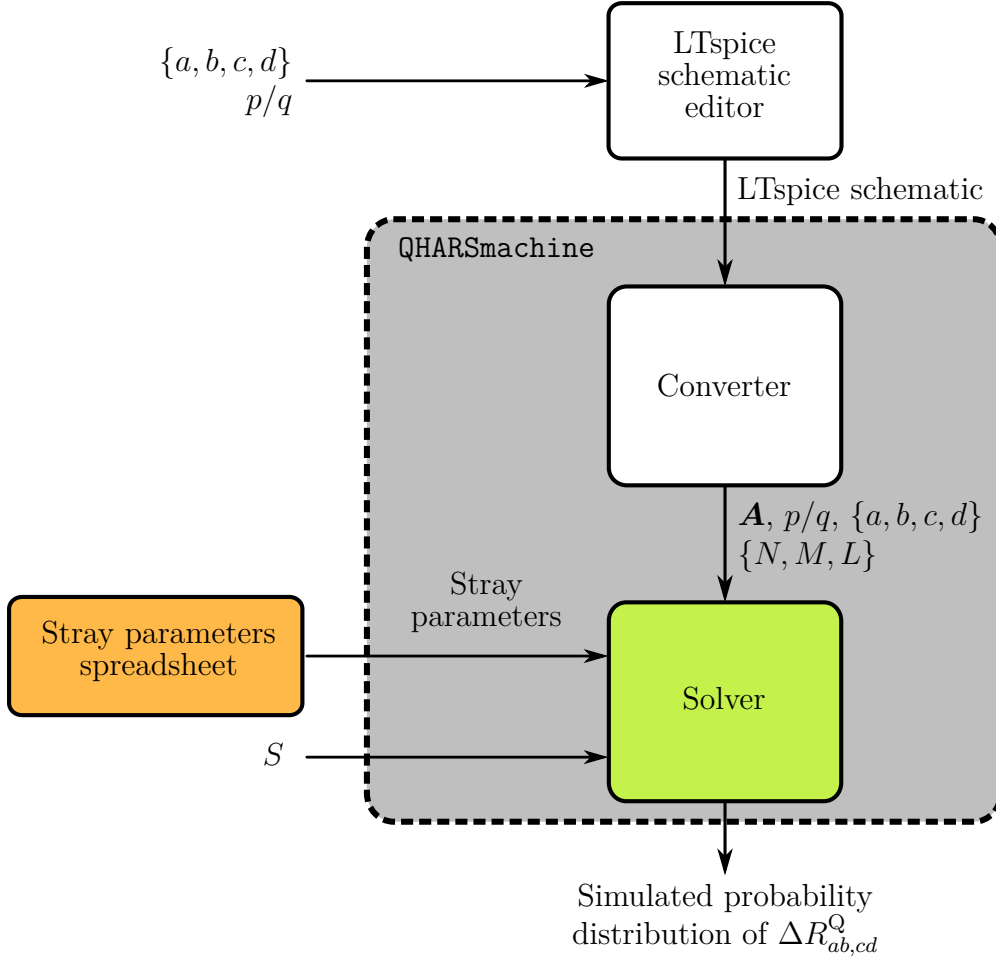 LTspice
schematic
editor
{a, b, c, d}
p/q
LTspice schematic
QHARSmachine
Converter
A, p/q, {a, b, c, d}
{N, M, L}
Stray
parameters
Stray parameters
spreadsheet
Solver
S
Simulated probability
distribution of ΔR^Q_{ab,cd}